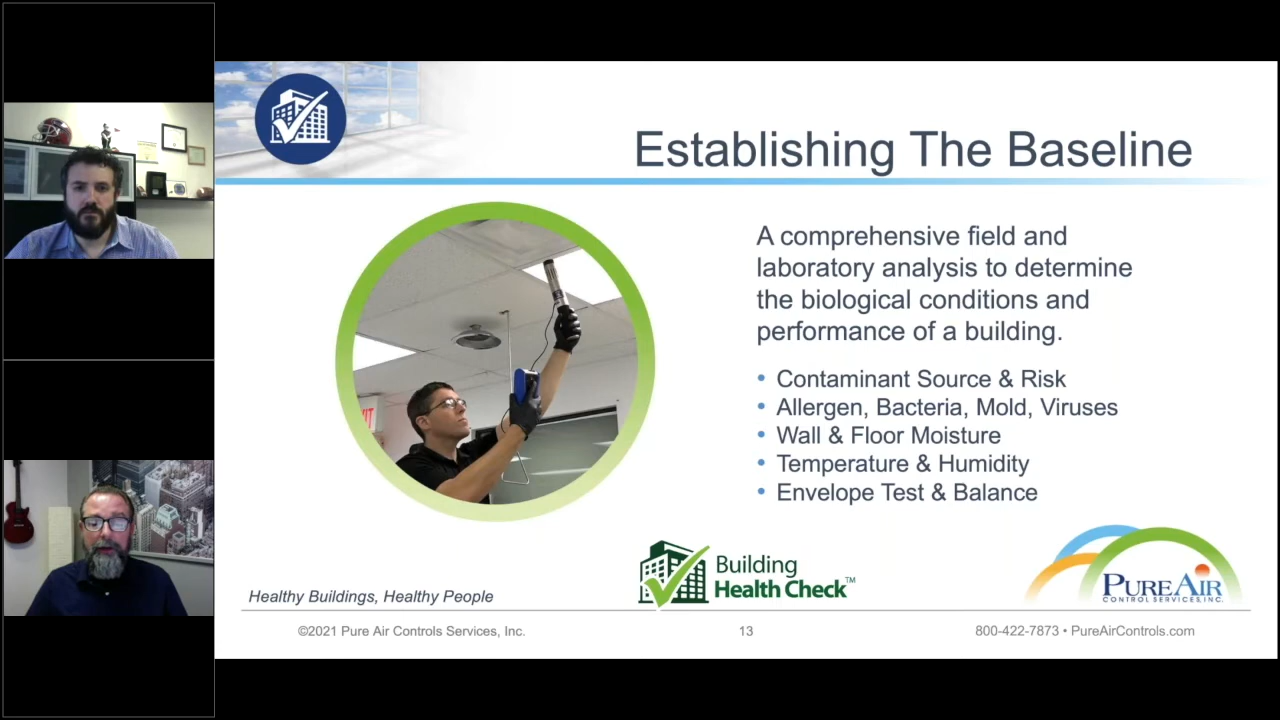 Establishing The Baseline
A comprehensive field and
laboratory analysis to determine
the biological conditions and
performance of a building.
• Contaminant Source & Risk
• Allergen, Bacteria, Mold, Viruses
• Wall & Floor Moisture
• Temperature & Humidity
• Envelope Test & Balance
XIT
Building
Health Check™
PUREAIR
CONTROL SERVICES, INC.
Healthy Buildings, Healthy People
©2021 Pure Air Controls Services, Inc.
13
800-422-7873 • PureAirControls.com